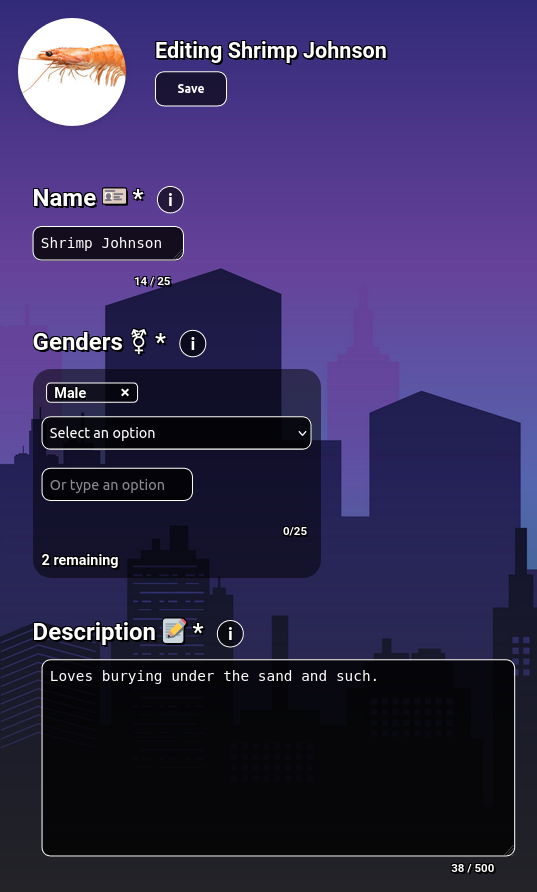 Editing Shrimp Johnson
Save
Name 🪪 * i
Shrimp Johnson
14 / 25
Genders ⚧ * i
Male ×
Select an option
Or type an option
0/25
2 remaining
Description 📝 * i
Loves burying under the sand and such.
38 / 500